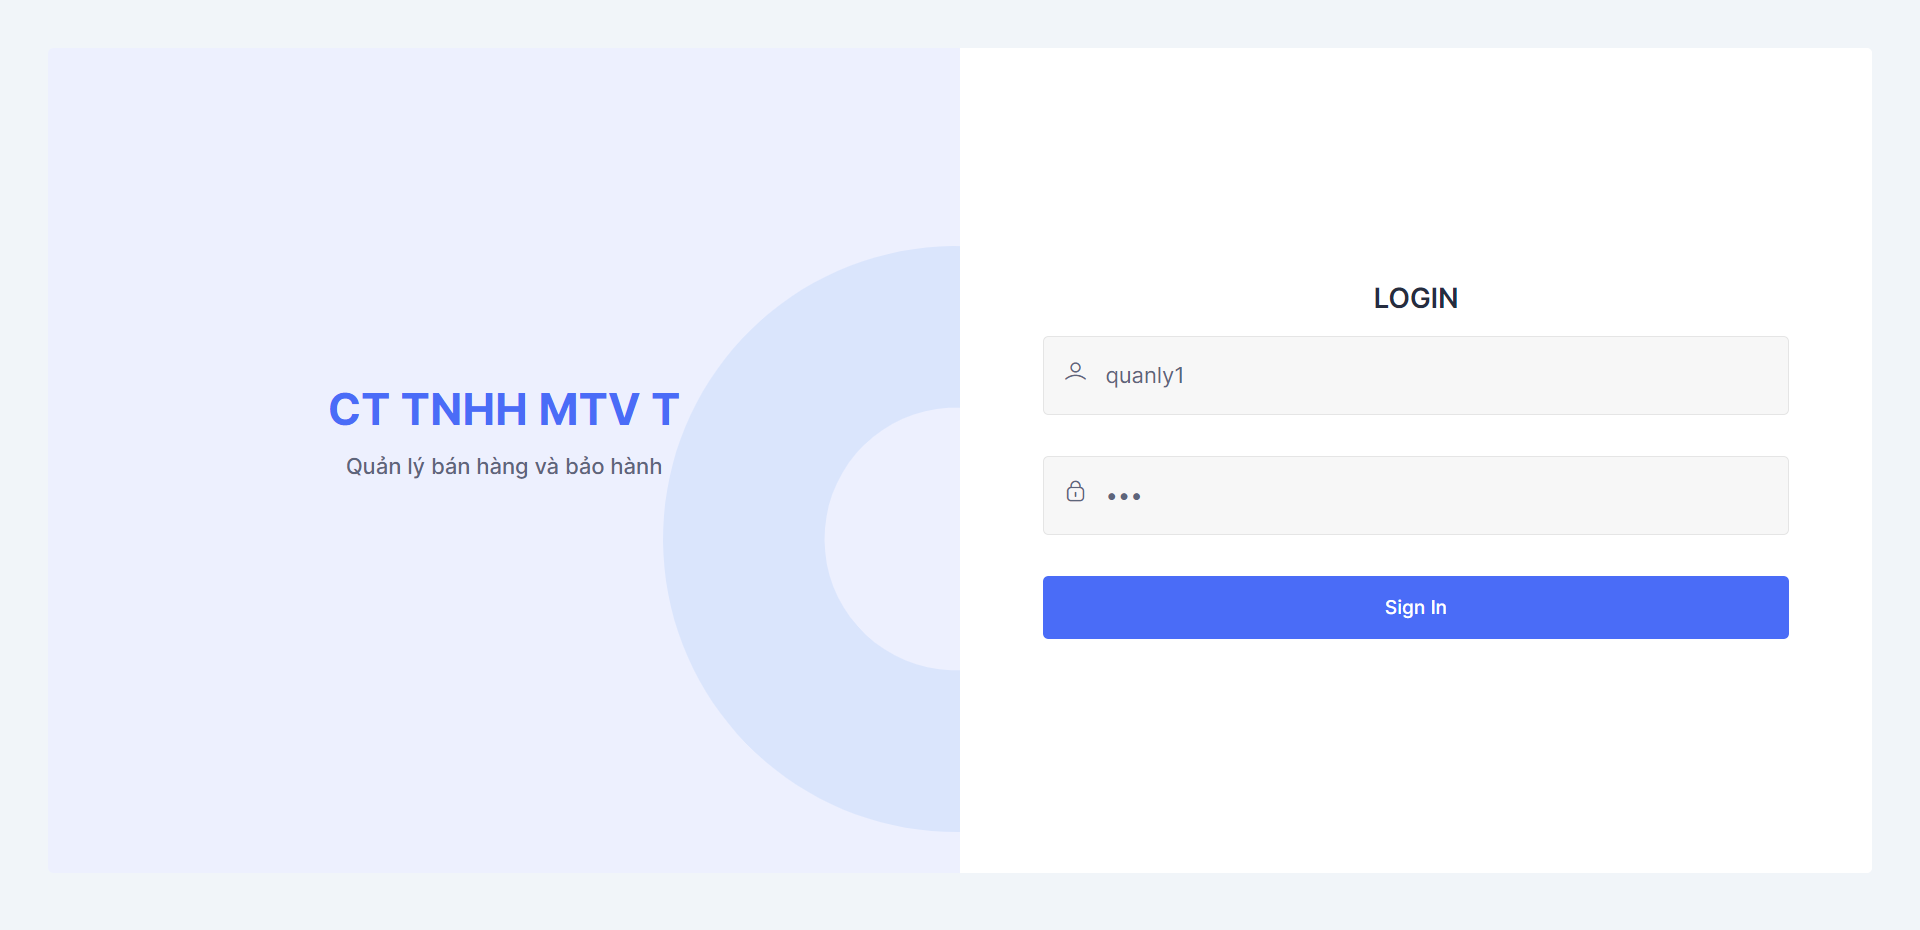 CT TNHH MTV T
Quản lý bán hàng và bảo hành
LOGIN
quanly1
•••
Sign In